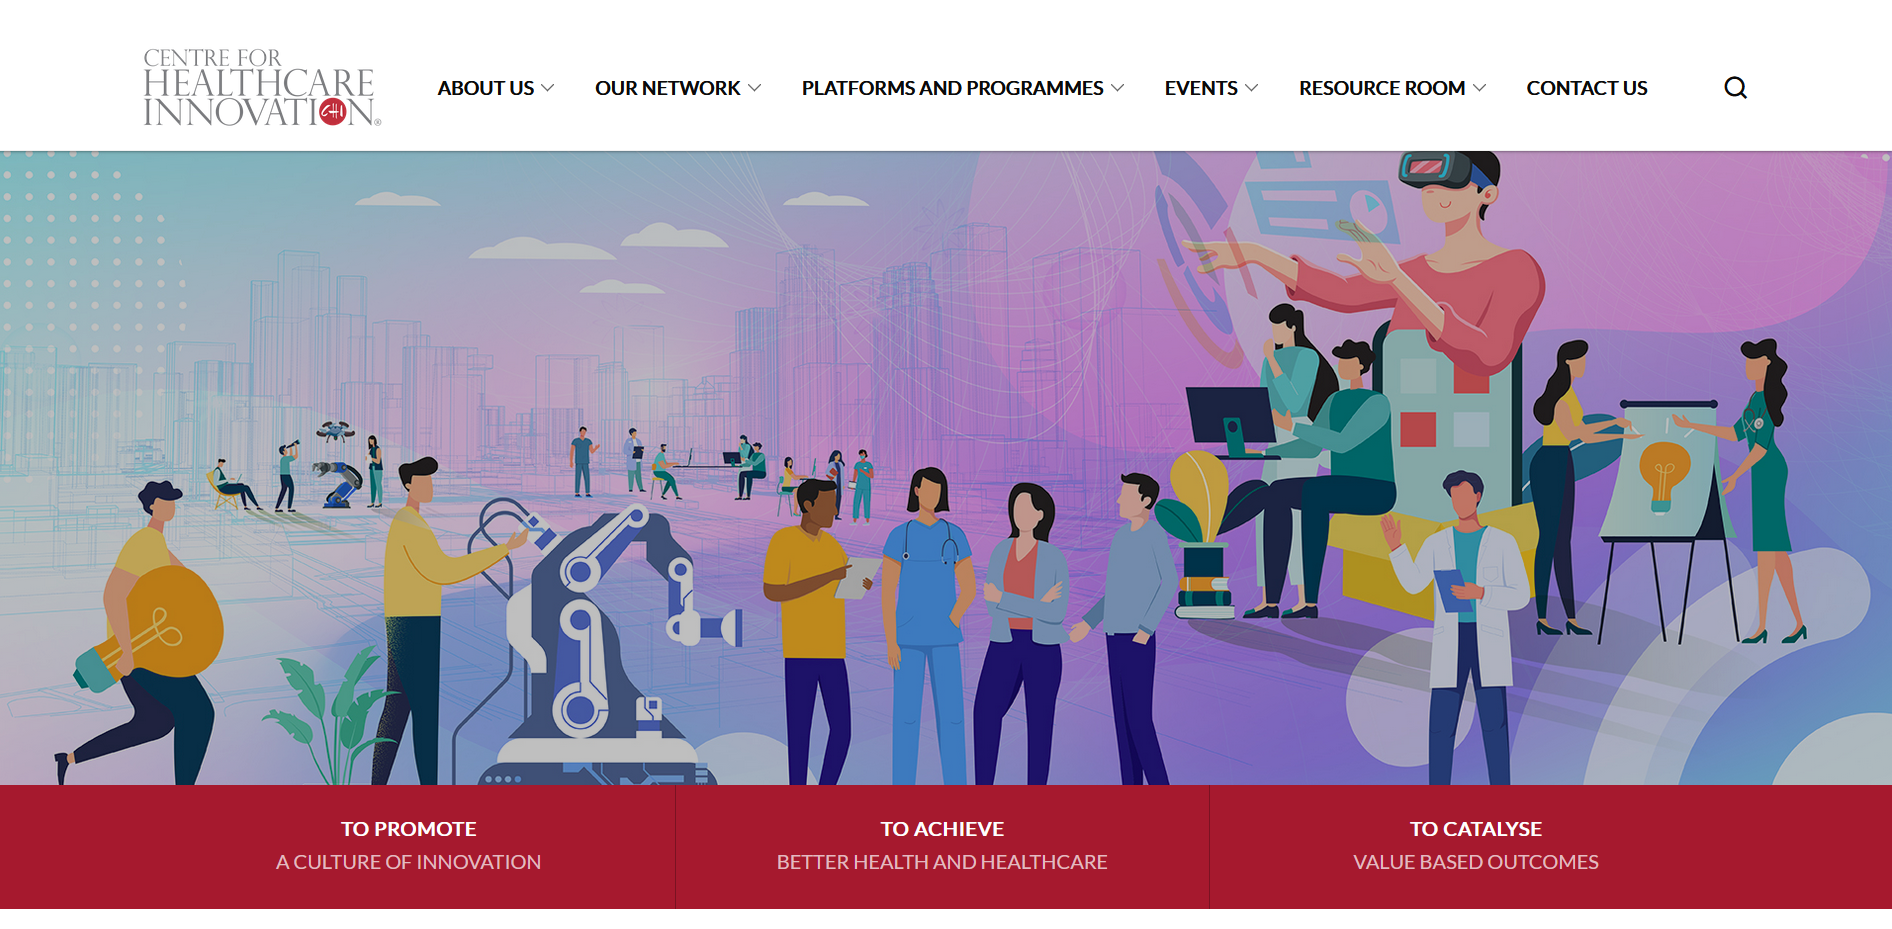 CENTRE FOR
HEALTHCARE
INNOVATION®
CHI
ABOUT US
OUR NETWORK
PLATFORMS AND PROGRAMMES
EVENTS
RESOURCE ROOM
CONTACT US
TO PROMOTE
A CULTURE OF INNOVATION
TO ACHIEVE
BETTER HEALTH AND HEALTHCARE
TO CATALYSE
VALUE BASED OUTCOMES